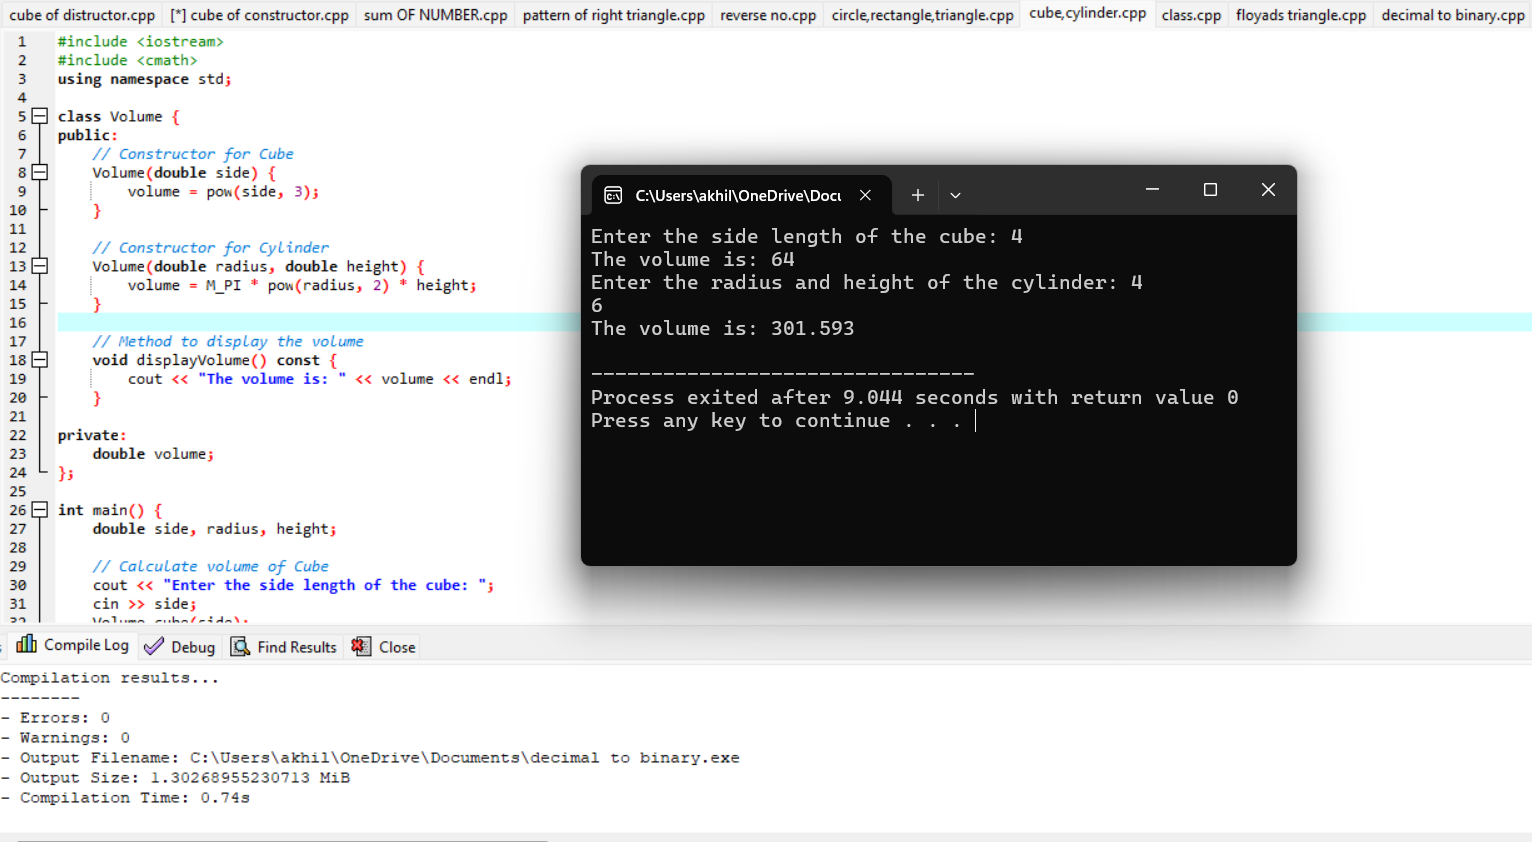 cube of distructor.cpp [*] cube of constructor.cpp sum OF NUMBER.cpp pattern of right triangle.cpp reverse no.cpp circle,rectangle,triangle.cpp cube,cylinder.cpp class.cpp floyads triangle.cpp decimal to binary.cpp
1 #include <iostream>
2 #include <cmath>
3 using namespace std;
4
5 class Volume {
6 public:
7 // Constructor for Cube
8 Volume(double side) {
9 volume = pow(side, 3);
10 }
11
12 // Constructor for Cylinder
13 Volume(double radius, double height) {
14 volume = M_PI * pow(radius, 2) * height;
15 }
16
17 // Method to display the volume
18 void displayVolume() const {
19 cout << "The volume is: " << volume << endl;
20 }
21
22 private:
23 double volume;
24 };
25
26 int main() {
27 double side, radius, height;
28
29 // Calculate volume of Cube
30 cout << "Enter the side length of the cube: ";
31 cin >> side;
32 Volume cube(side);
C:\Users\akhil\OneDrive\Docu
Enter the side length of the cube: 4
The volume is: 64
Enter the radius and height of the cylinder: 4
6
The volume is: 301.593
--------------------------------
Process exited after 9.044 seconds with return value 0
Press any key to continue . . .
Compile Log Debug Find Results Close
Compilation results...
--------
- Errors: 0
- Warnings: 0
- Output Filename: C:\Users\akhil\OneDrive\Documents\decimal to binary.exe
- Output Size: 1.30268955230713 MiB
- Compilation Time: 0.74s